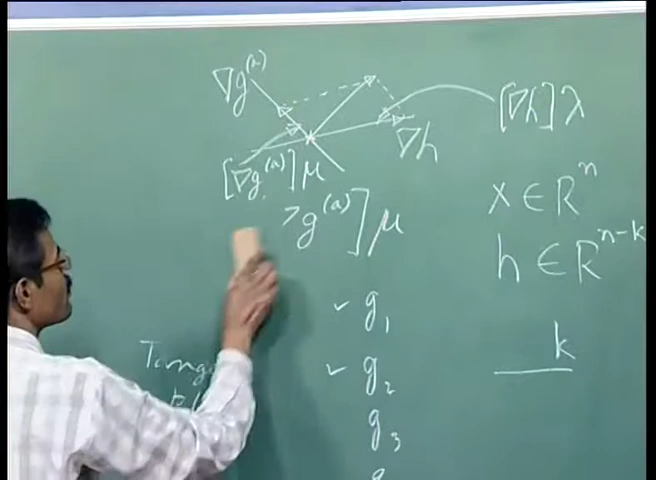 ∇g^(a)
[∇h]λ
∇h
[∇g^(a)]μ
x ∈ R^n
g^(a)]μ
h ∈ R^n-k
✓ g₁
k
✓ g₂
g₃
g